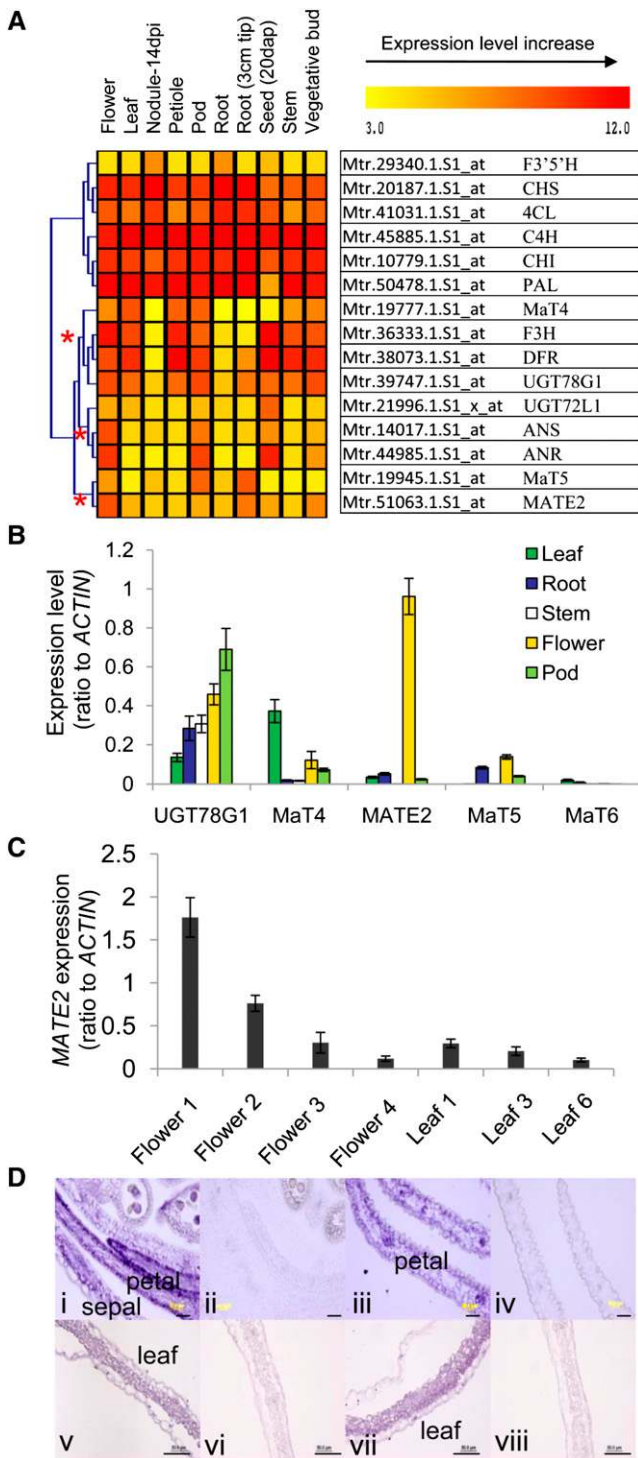 A
Expression level increase
3.0
12.0
Flower
Leaf
Nodule-14dpi
Petiole
Pod
Root
Root (3cm tip)
Seed (20dap)
Stem
Vegetative bud
Mtr.29340.1.S1_at F3’5’H
Mtr.20187.1.S1_at CHS
Mtr.41031.1.S1_at 4CL
Mtr.45885.1.S1_at C4H
Mtr.10779.1.S1_at CHI
Mtr.50478.1.S1_at PAL
Mtr.19777.1.S1_at MaT4
Mtr.36333.1.S1_at F3H
Mtr.38073.1.S1_at DFR
Mtr.39747.1.S1_at UGT78G1
Mtr.21996.1.S1_x_at UGT72L1
Mtr.14017.1.S1_at ANS
Mtr.44985.1.S1_at ANR
Mtr.19945.1.S1_at MaT5
Mtr.51063.1.S1_at MATE2
* * *
B
Expression level
(ratio to ACTIN)
1.2
1
0.8
0.6
0.4
0.2
0
Leaf
Root
Stem
Flower
Pod
UGT78G1 MaT4 MATE2 MaT5 MaT6
C
MATE2 expression
(ratio to ACTIN)
2.5
2
1.5
1
0.5
0
Flower 1
Flower 2
Flower 3
Flower 4
Leaf 1
Leaf 3
Leaf 6
D
petal
sepal
i
ii
petal
iii
iv
leaf
v
vi
leaf
vii
viii